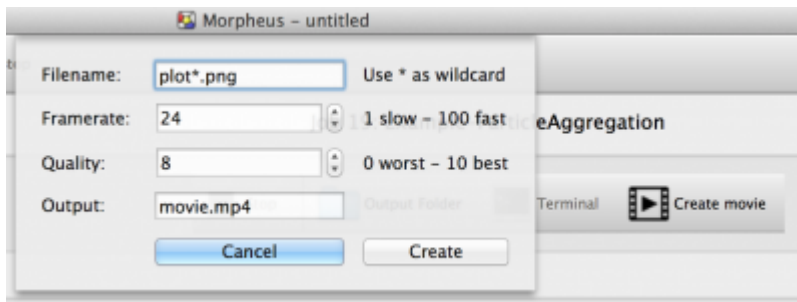 Morpheus – untitled
Filename: plot*.png Use * as wildcard
Framerate: 24 1 slow – 100 fast
eAggregation
Quality: 8 0 worst – 10 best
Output: movie.mp4 Output Folder Terminal Create movie
Cancel Create